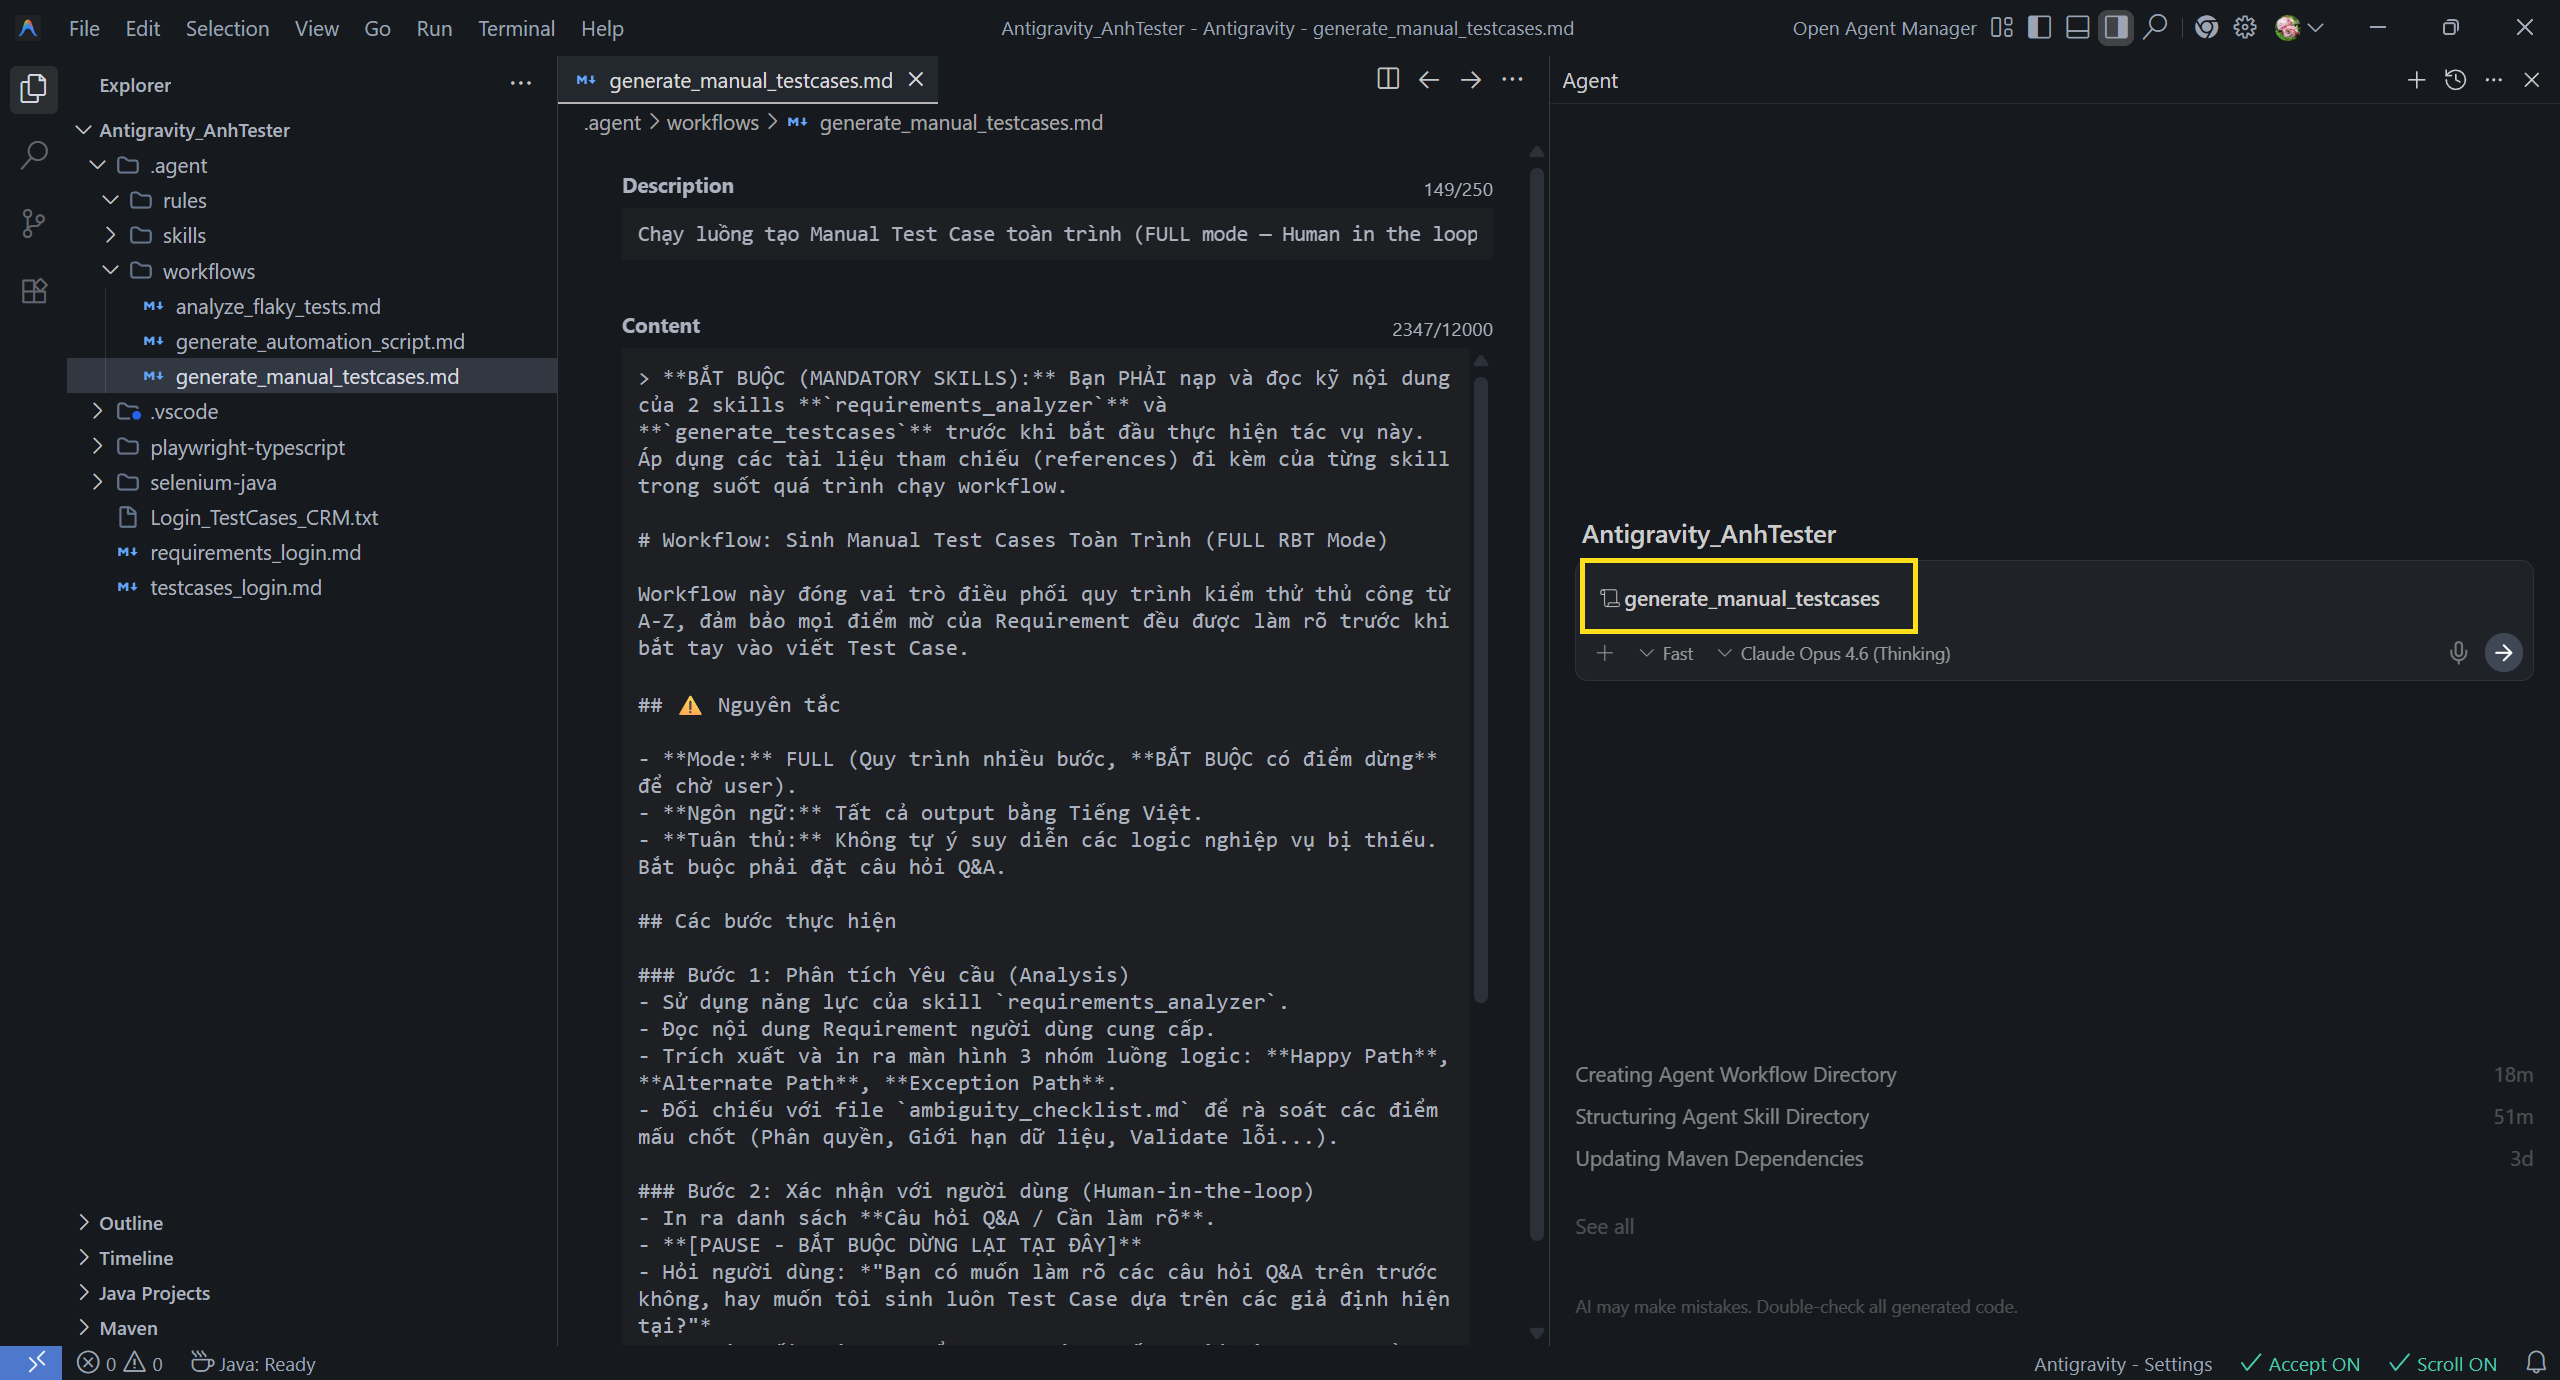 File Edit Selection View Go Run Terminal Help
Antigravity_AnhTester - Antigravity - generate_manual_testcases.md
Open Agent Manager
Explorer
Antigravity_AnhTester
.agent
rules
skills
workflows
analyze_flaky_tests.md
generate_automation_script.md
generate_manual_testcases.md
.vscode
playwright-typescript
selenium-java
Login_TestCases_CRM.txt
requirements_login.md
testcases_login.md
Outline
Timeline
Java Projects
Maven
generate_manual_testcases.md
.agent > workflows > generate_manual_testcases.md
Description
149/250
Chạy luồng tạo Manual Test Case toàn trình (FULL mode – Human in the loop
Content
2347/12000
> **BẮT BUỘC (MANDATORY SKILLS):** Bạn PHẢI nạp và đọc kỹ nội dung
của 2 skills **`requirements_analyzer`** và
**`generate_testcases`** trước khi bắt đầu thực hiện tác vụ này.
Áp dụng các tài liệu tham chiếu (references) đi kèm của từng skill
trong suốt quá trình chạy workflow.
# Workflow: Sinh Manual Test Cases Toàn Trình (FULL RBT Mode)
Workflow này đóng vai trò điều phối quy trình kiểm thử thủ công từ
A-Z, đảm bảo mọi điểm mờ của Requirement đều được làm rõ trước khi
bắt tay vào viết Test Case.
## ⚠️ Nguyên tắc
- **Mode:** FULL (Quy trình nhiều bước, **BẮT BUỘC có điểm dừng**
để chờ user).
- **Ngôn ngữ:** Tất cả output bằng Tiếng Việt.
- **Tuân thủ:** Không tự ý suy diễn các logic nghiệp vụ bị thiếu.
Bắt buộc phải đặt câu hỏi Q&A.
## Các bước thực hiện
### Bước 1: Phân tích Yêu cầu (Analysis)
- Sử dụng năng lực của skill `requirements_analyzer`.
- Đọc nội dung Requirement người dùng cung cấp.
- Trích xuất và in ra màn hình 3 nhóm luồng logic: **Happy Path**,
**Alternate Path**, **Exception Path**.
- Đối chiếu với file `ambiguity_checklist.md` để rà soát các điểm
mấu chốt (Phân quyền, Giới hạn dữ liệu, Validate lỗi...).
### Bước 2: Xác nhận với người dùng (Human-in-the-loop)
- In ra danh sách **Câu hỏi Q&A / Cần làm rõ**.
- **[PAUSE - BẮT BUỘC DỪNG LẠI TẠI ĐÂY]**
- Hỏi người dùng: *"Bạn có muốn làm rõ các câu hỏi Q&A trên trước
không, hay muốn tôi sinh luôn Test Case dựa trên các giả định hiện
tại?"*
Agent
Antigravity_AnhTester
generate_manual_testcases
Fast
Claude Opus 4.6 (Thinking)
Creating Agent Workflow Directory 18m
Structuring Agent Skill Directory 51m
Updating Maven Dependencies 3d
See all
AI may make mistakes. Double-check all generated code.
0 0 Java: Ready
Antigravity - Settings Accept ON Scroll ON